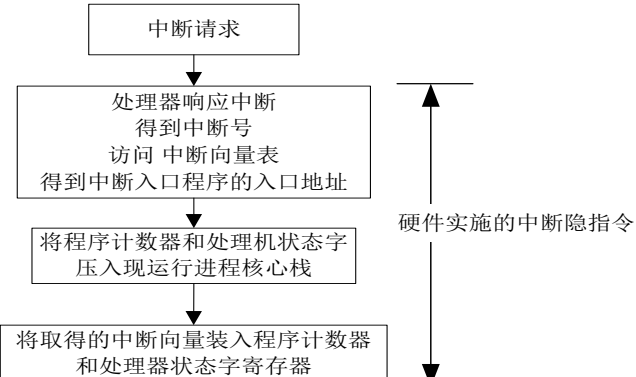 中断请求
处理器响应中断
得到中断号
访问 中断向量表
得到中断入口程序的入口地址
硬件实施的中断隐指令
将程序计数器和处理机状态字
压入现运行进程核心栈
将取得的中断向量装入程序计数器
和处理器状态字寄存器